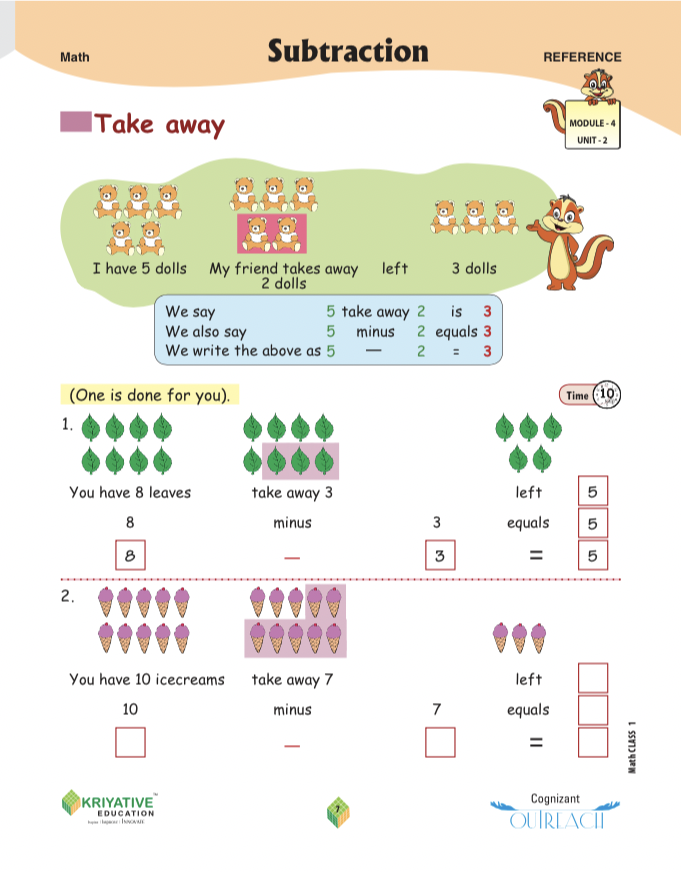 Math
Subtraction
REFERENCE
MODULE - 4
UNIT - 2
Take away
I have 5 dolls My friend takes away left 3 dolls
2 dolls
We say 5 take away 2 is 3
We also say 5 minus 2 equals 3
We write the above as 5 — 2 = 3
(One is done for you).
Time 10
1.
You have 8 leaves take away 3 left 5
8 minus 3 equals 5
8 — 3 = 5
2.
You have 10 icecreams take away 7 left
10 minus 7 equals
— =
Math CLASS 1
KRIYATIVE™
EDUCATION
7
Cognizant
OUTREACH